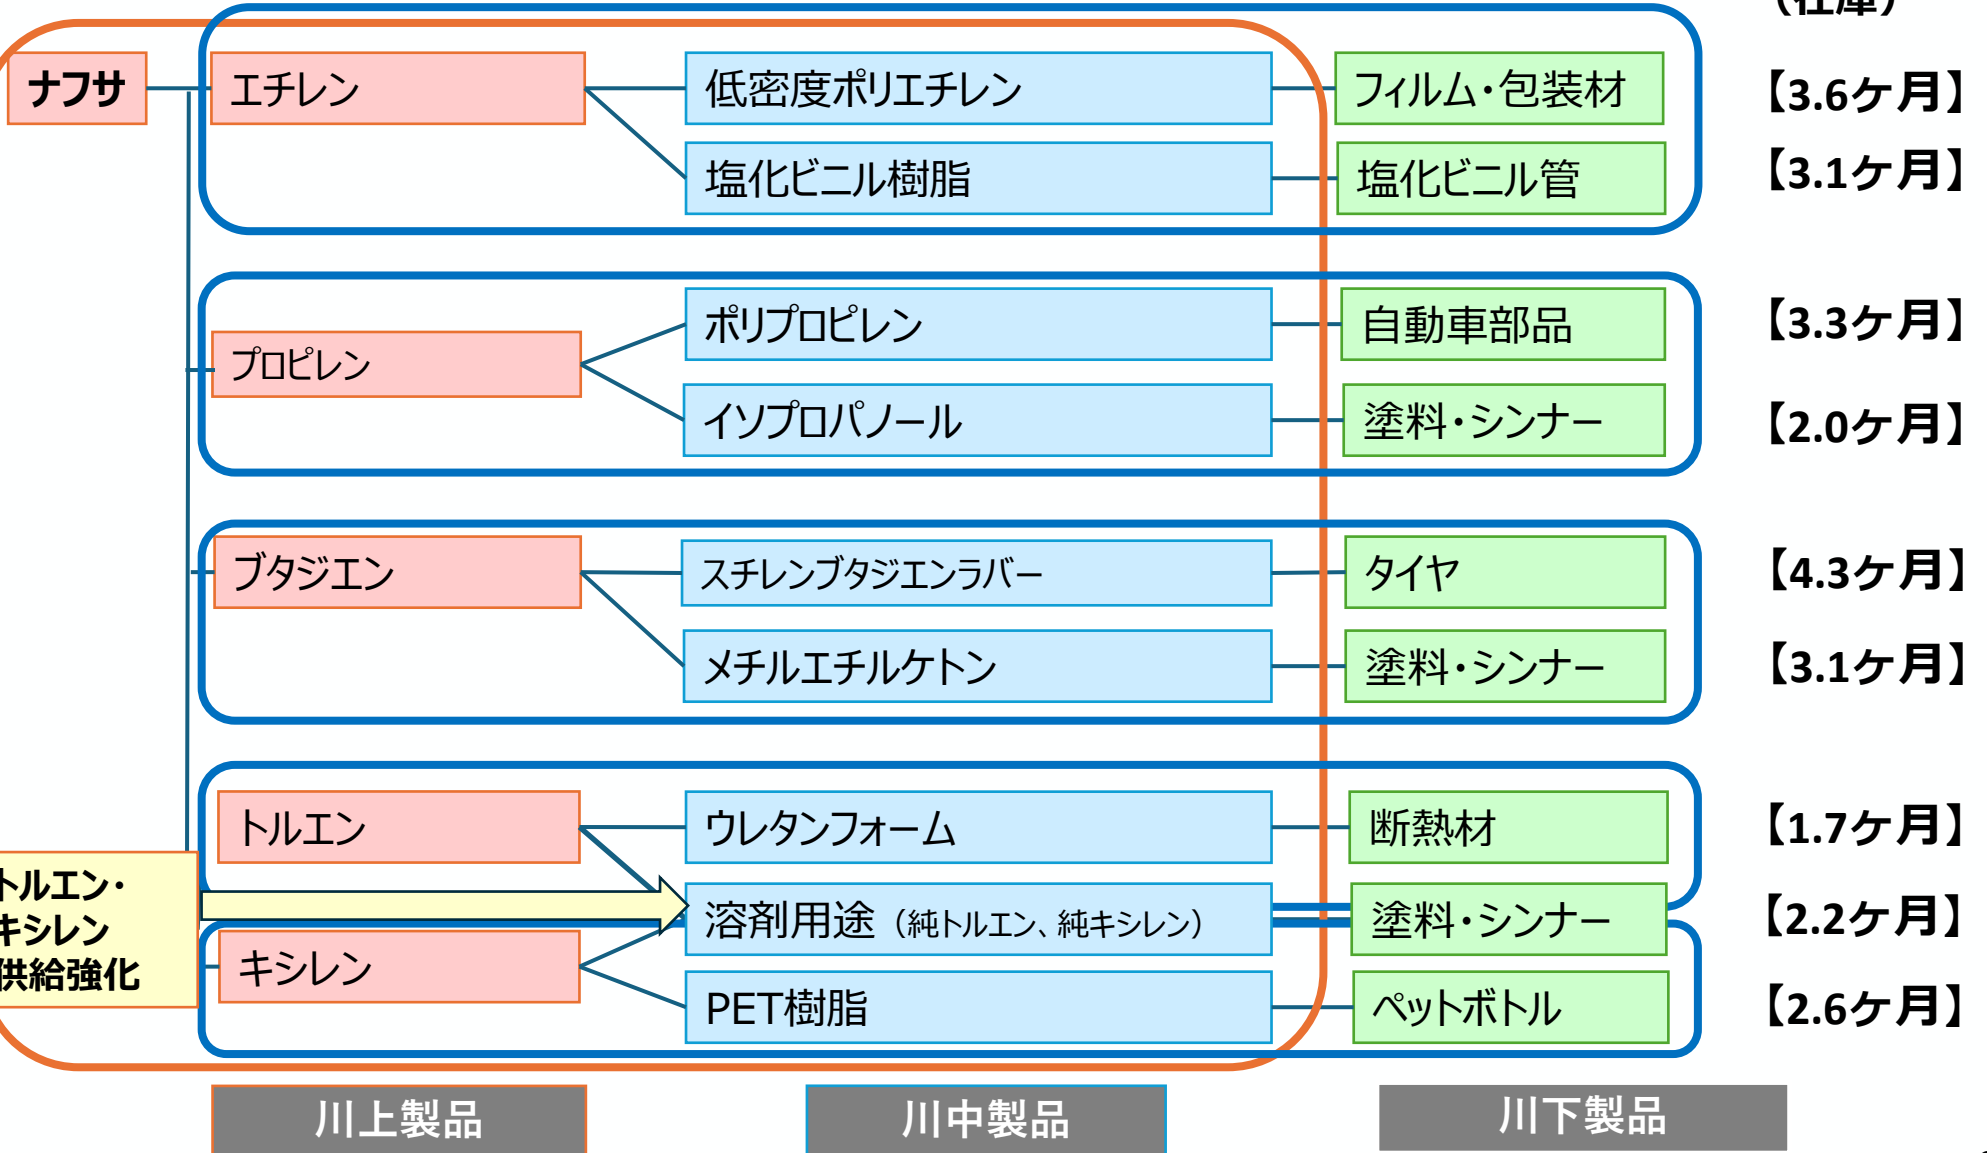 （在庫）
ナフサ
エチレン
低密度ポリエチレン
フィルム・包装材
【3.6ケ月】
塩化ビニル樹脂
塩化ビニル管
【3.1ケ月】
プロピレン
ポリプロピレン
自動車部品
【3.3ケ月】
イソプロパノール
塗料・シンナー
【2.0ケ月】
ブタジエン
スチレンブタジエンラバー
タイヤ
【4.3ケ月】
メチルエチルケトン
塗料・シンナー
【3.1ケ月】
トルエン
ウレタンフォーム
断熱材
【1.7ケ月】
トルエン・
キシレン
供給強化
溶剤用途（純トルエン、純キシレン）
塗料・シンナー
【2.2ケ月】
キシレン
PET樹脂
ペットボトル
【2.6ケ月】
川上製品
川中製品
川下製品